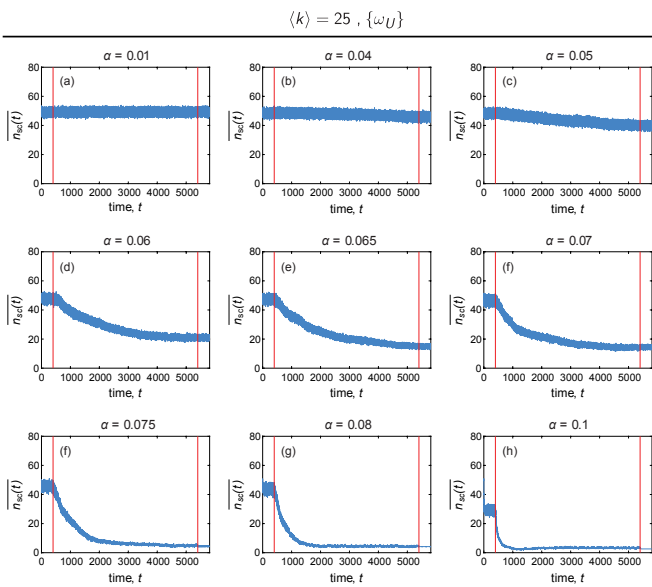 ⟨k⟩ = 25 , {ω_U}
α = 0.01 α = 0.04 α = 0.05
(a) (b) (c)
80 80 80
60 60 60
40 40 40
20 20 20
0 0 0
n_sc(t) n_sc(t) n_sc(t)
0 1000 2000 3000 4000 5000 0 1000 2000 3000 4000 5000 0 1000 2000 3000 4000 5000
time, t time, t time, t
α = 0.06 α = 0.065 α = 0.07
(d) (e) (f)
80 80 80
60 60 60
40 40 40
20 20 20
0 0 0
n_sc(t) n_sc(t) n_sc(t)
0 1000 2000 3000 4000 5000 0 1000 2000 3000 4000 5000 0 1000 2000 3000 4000 5000
time, t time, t time, t
α = 0.075 α = 0.08 α = 0.1
(f) (g) (h)
80 80 80
60 60 60
40 40 40
20 20 20
0 0 0
n_sc(t) n_sc(t) n_sc(t)
0 1000 2000 3000 4000 5000 0 1000 2000 3000 4000 5000 0 1000 2000 3000 4000 5000
time, t time, t time, t